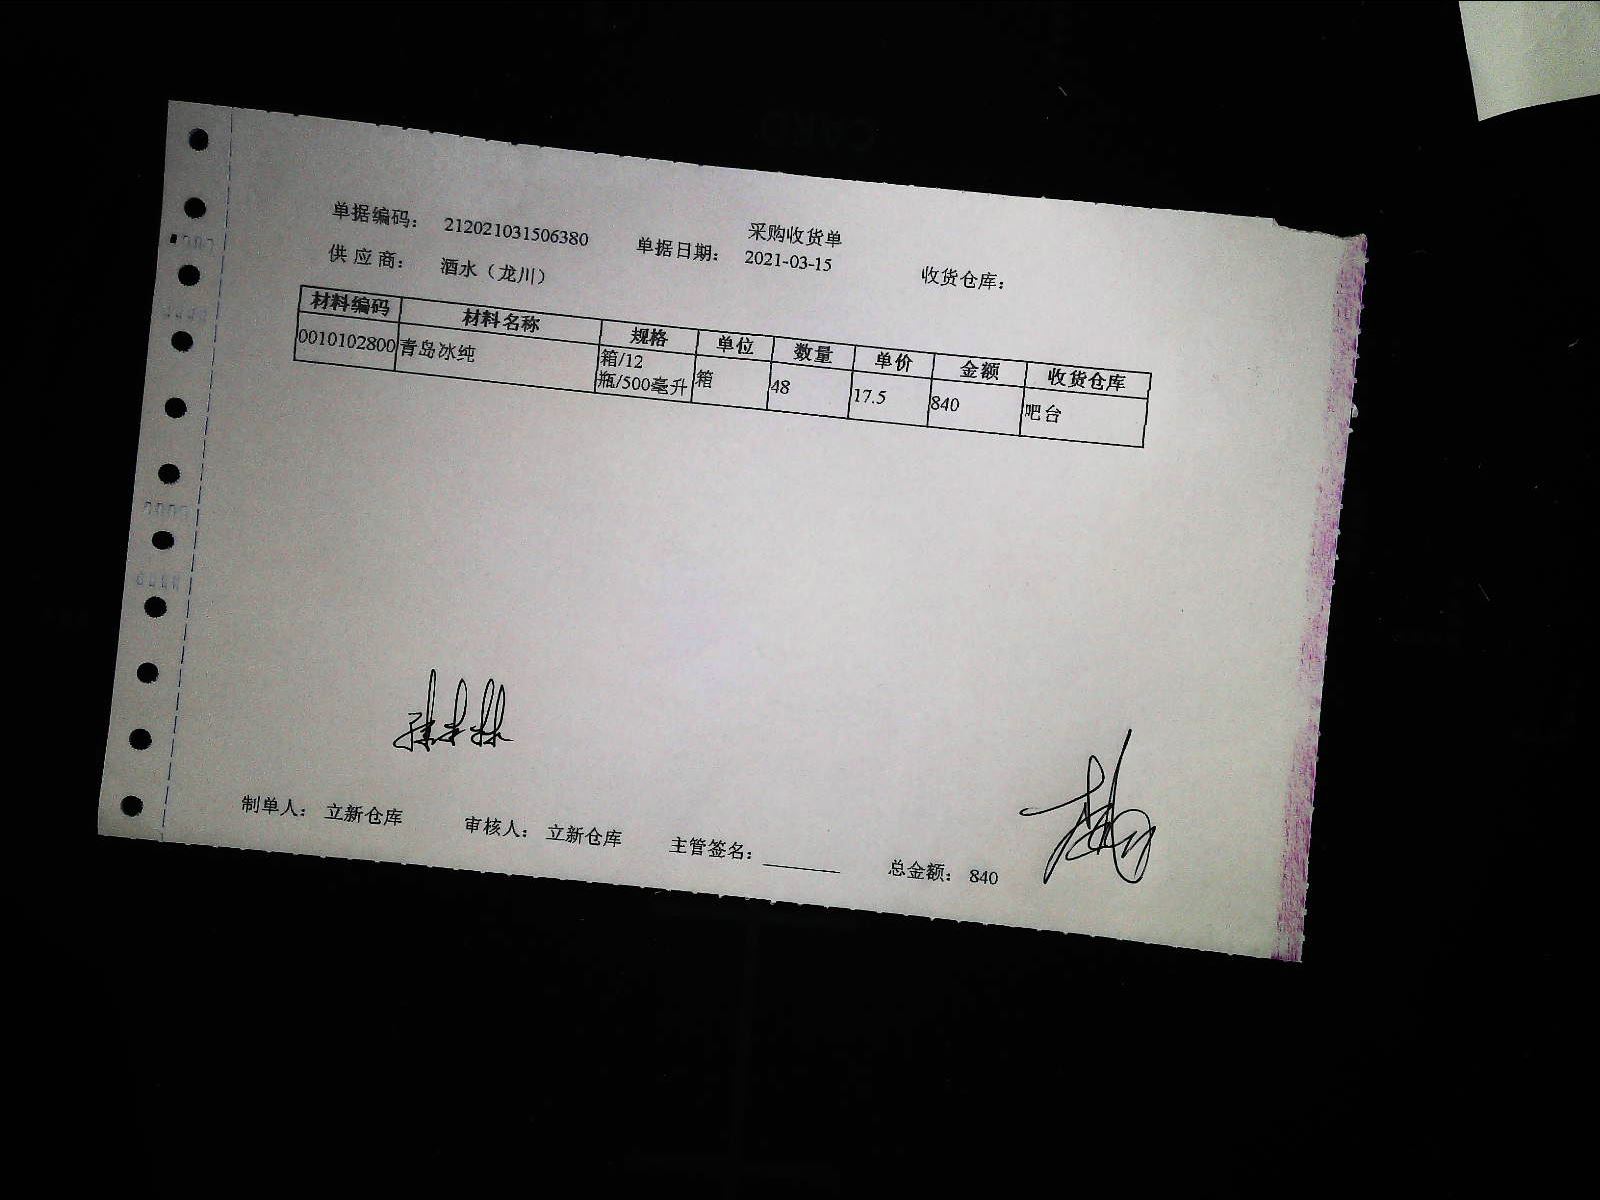 采购收货单
单据编码: 212021031506380 单据日期: 2021-03-15 收货仓库:
供应商: 酒水（龙川）
材料编码 材料名称 规格 单位 数量 单价 金额 收货仓库
0010102800 青岛冰纯 箱/12瓶/500毫升 箱 48 17.5 840 吧台
制单人: 立新仓库 审核人: 立新仓库 主管签名: 总金额: 840